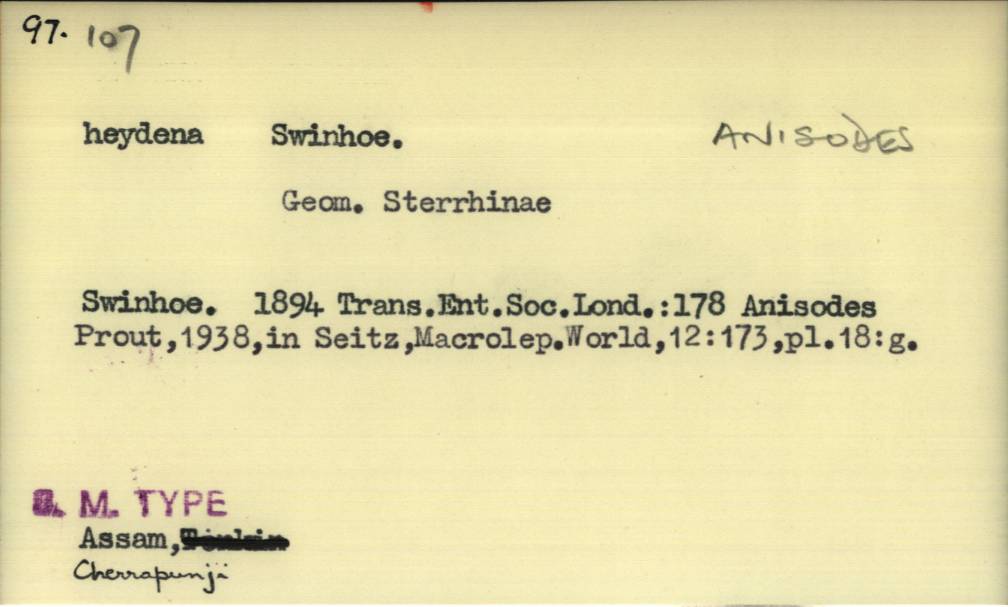 97. 107
heydena Swinhoe. ANISODES
Geom. Sterrhinae
Swinhoe. 1894 Trans.Ent.Soc.Lond.:178 Anisodes
Prout,1938,in Seitz,Macrolep.World,12:173,pl.18:g.
M. TYPE
Assam,
Cherrapunji